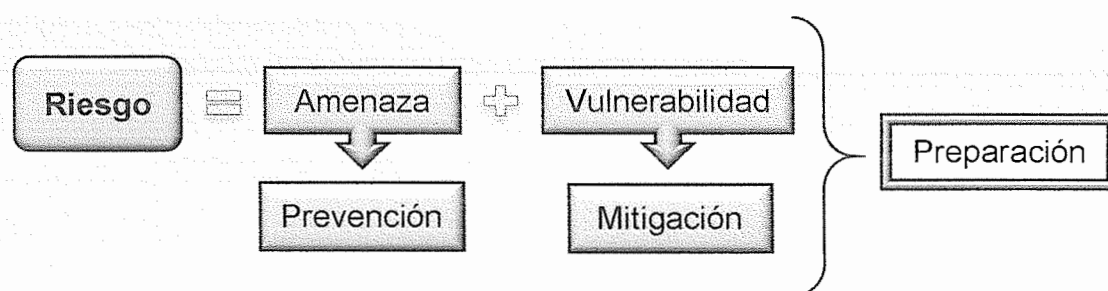 Riesgo = Amenaza + Vulnerabilidad
Preparación
Prevención Mitigación